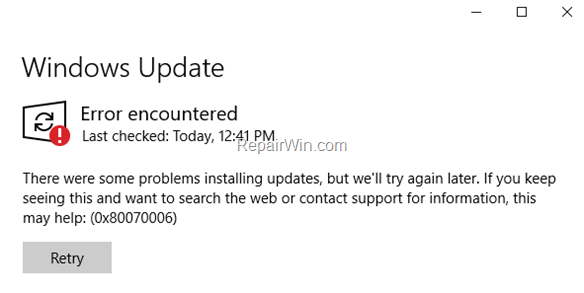 Windows Update
Error encountered
Last checked: Today, 12:41 PM
RepairWin.com
There were some problems installing updates, but we'll try again later. If you keep
seeing this and want to search the web or contact support for information, this
may help: (0x80070006)
Retry